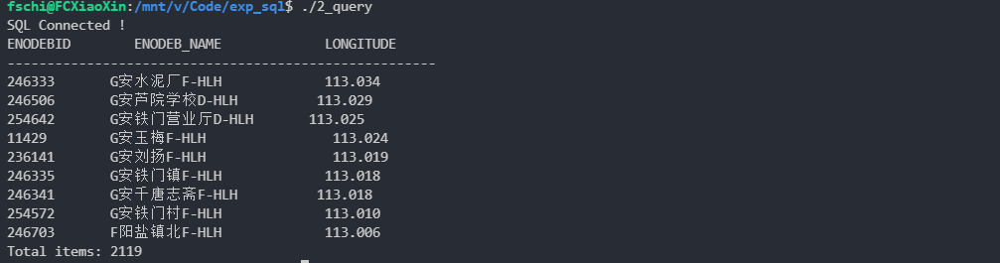 fschi@FCXiaoXin:/mnt/v/Code/exp_sql$ ./2_query
SQL Connected !
ENODEBID        ENODEB_NAME             LONGITUDE
------------------------------------------------------
246333       G安水泥厂F-HLH               113.034
246506       G安芦院学校D-HLH          113.029
254642       G安铁门营业厅D-HLH       113.025
11429        G安玉梅F-HLH                113.024
236141       G安刘扬F-HLH                113.019
246335       G安铁门镇F-HLH              113.018
246341       G安千唐志斋F-HLH          113.018
254572       G安铁门村F-HLH              113.010
246703       F阳盐镇北F-HLH             113.006
Total items: 2119